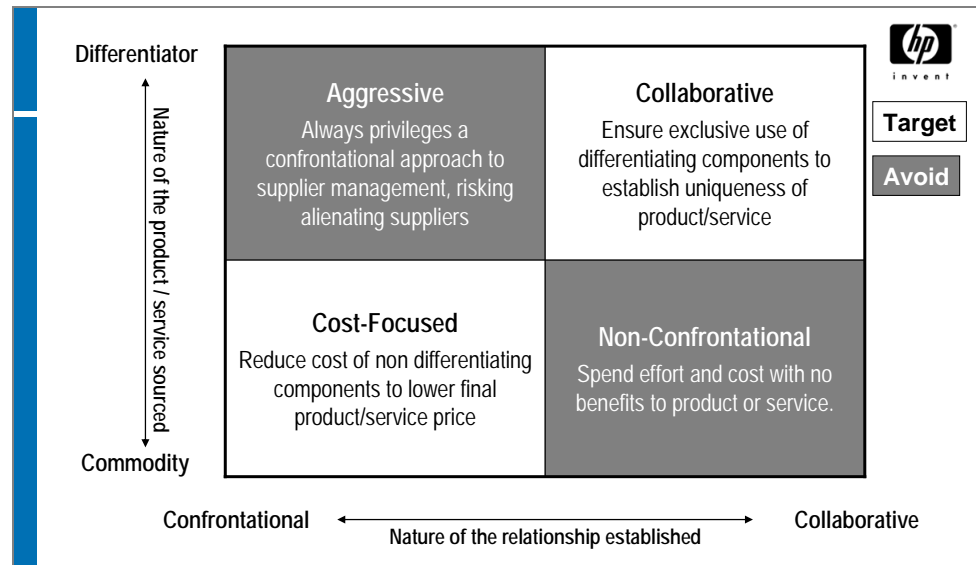 Differentiator
Nature of the product / service sourced
Commodity
Aggressive
Always privileges a
confrontational approach to
supplier management, risking
alienating suppliers
Collaborative
Ensure exclusive use of
differentiating components to
establish uniqueness of
product/service
Cost-Focused
Reduce cost of non differentiating
components to lower final
product/service price
Non-Confrontational
Spend effort and cost with no
benefits to product or service.
Confrontational
Nature of the relationship established
Collaborative
hp
invent
Target
Avoid